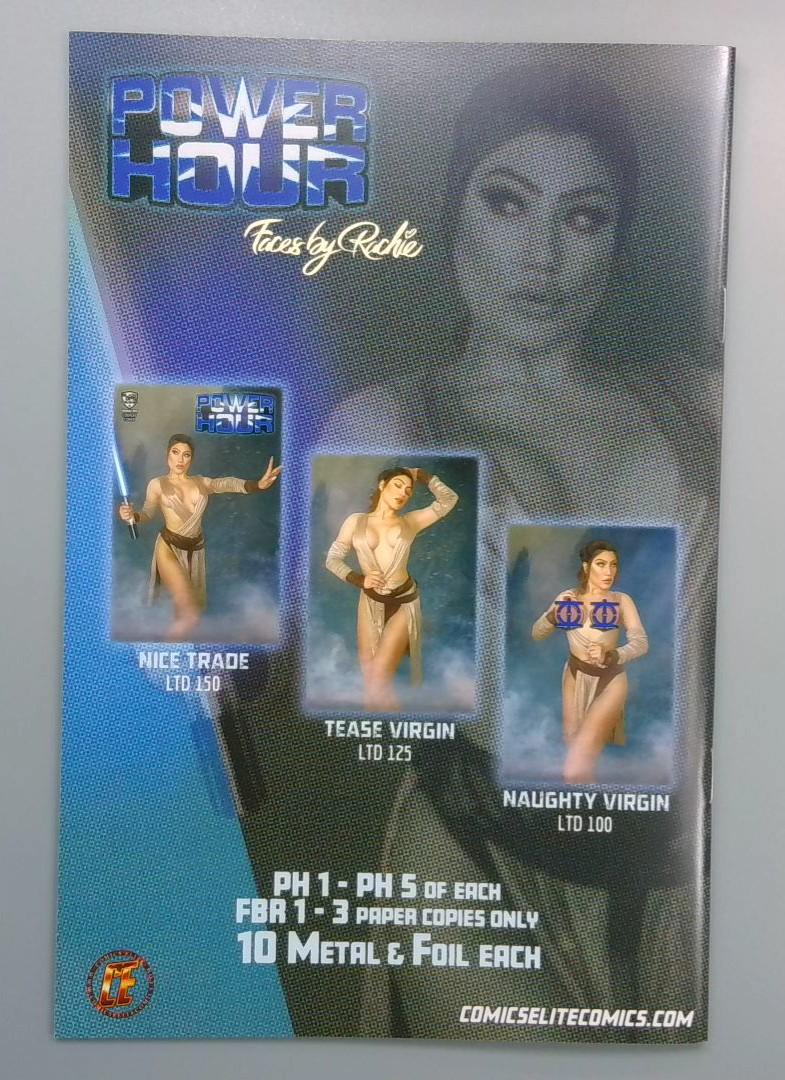 POWER
HOUR
Faces by Rachie
POWER
HOUR
NICE TRADE
LTD 150
TEASE VIRGIN
LTD 125
NAUGHTY VIRGIN
LTD 100
PH 1 - PH 5 OF EACH
FBR 1 - 3 PAPER COPIES ONLY
10 METAL & FOIL EACH
CE
COMICSELITECOMICS.COM